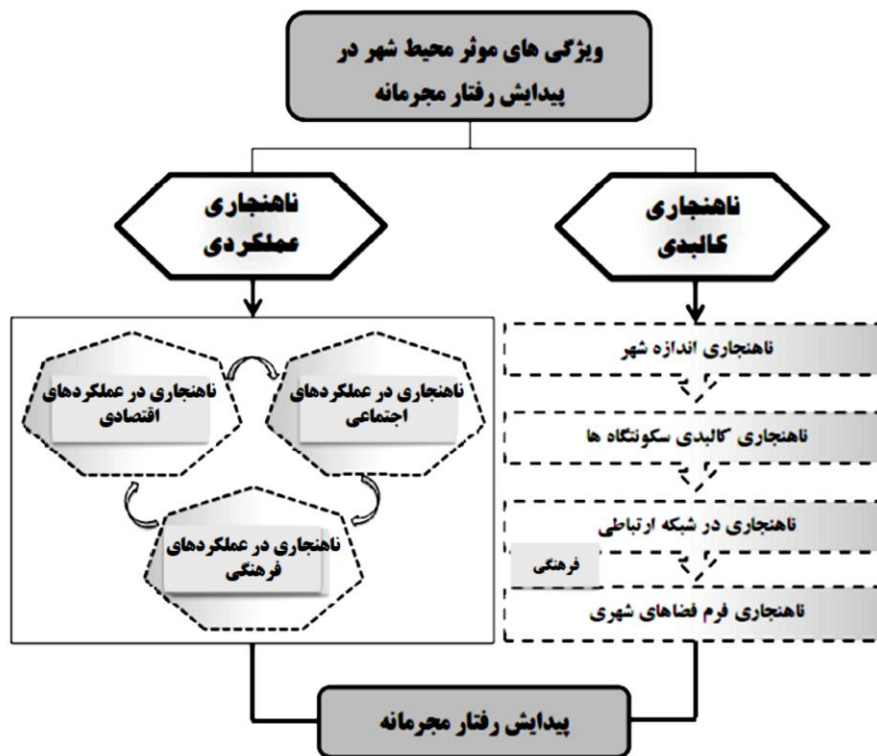 ویژگی های موثر محیط شهر در
پیدایش رفتار مجرمانه
ناهنجاری
کالبدی
ناهنجاری
عملکردی
ناهنجاری اندازه شهر
ناهنجاری کالبدی سکونتگاه ها
ناهنجاری در شبکه ارتباطی
فرهنگی
ناهنجاری فرم فضاهای شهری
ناهنجاری در عملکردهای
اجتماعی
ناهنجاری در عملکردهای
اقتصادی
ناهنجاری در عملکردهای
فرهنگی
پیدایش رفتار مجرمانه